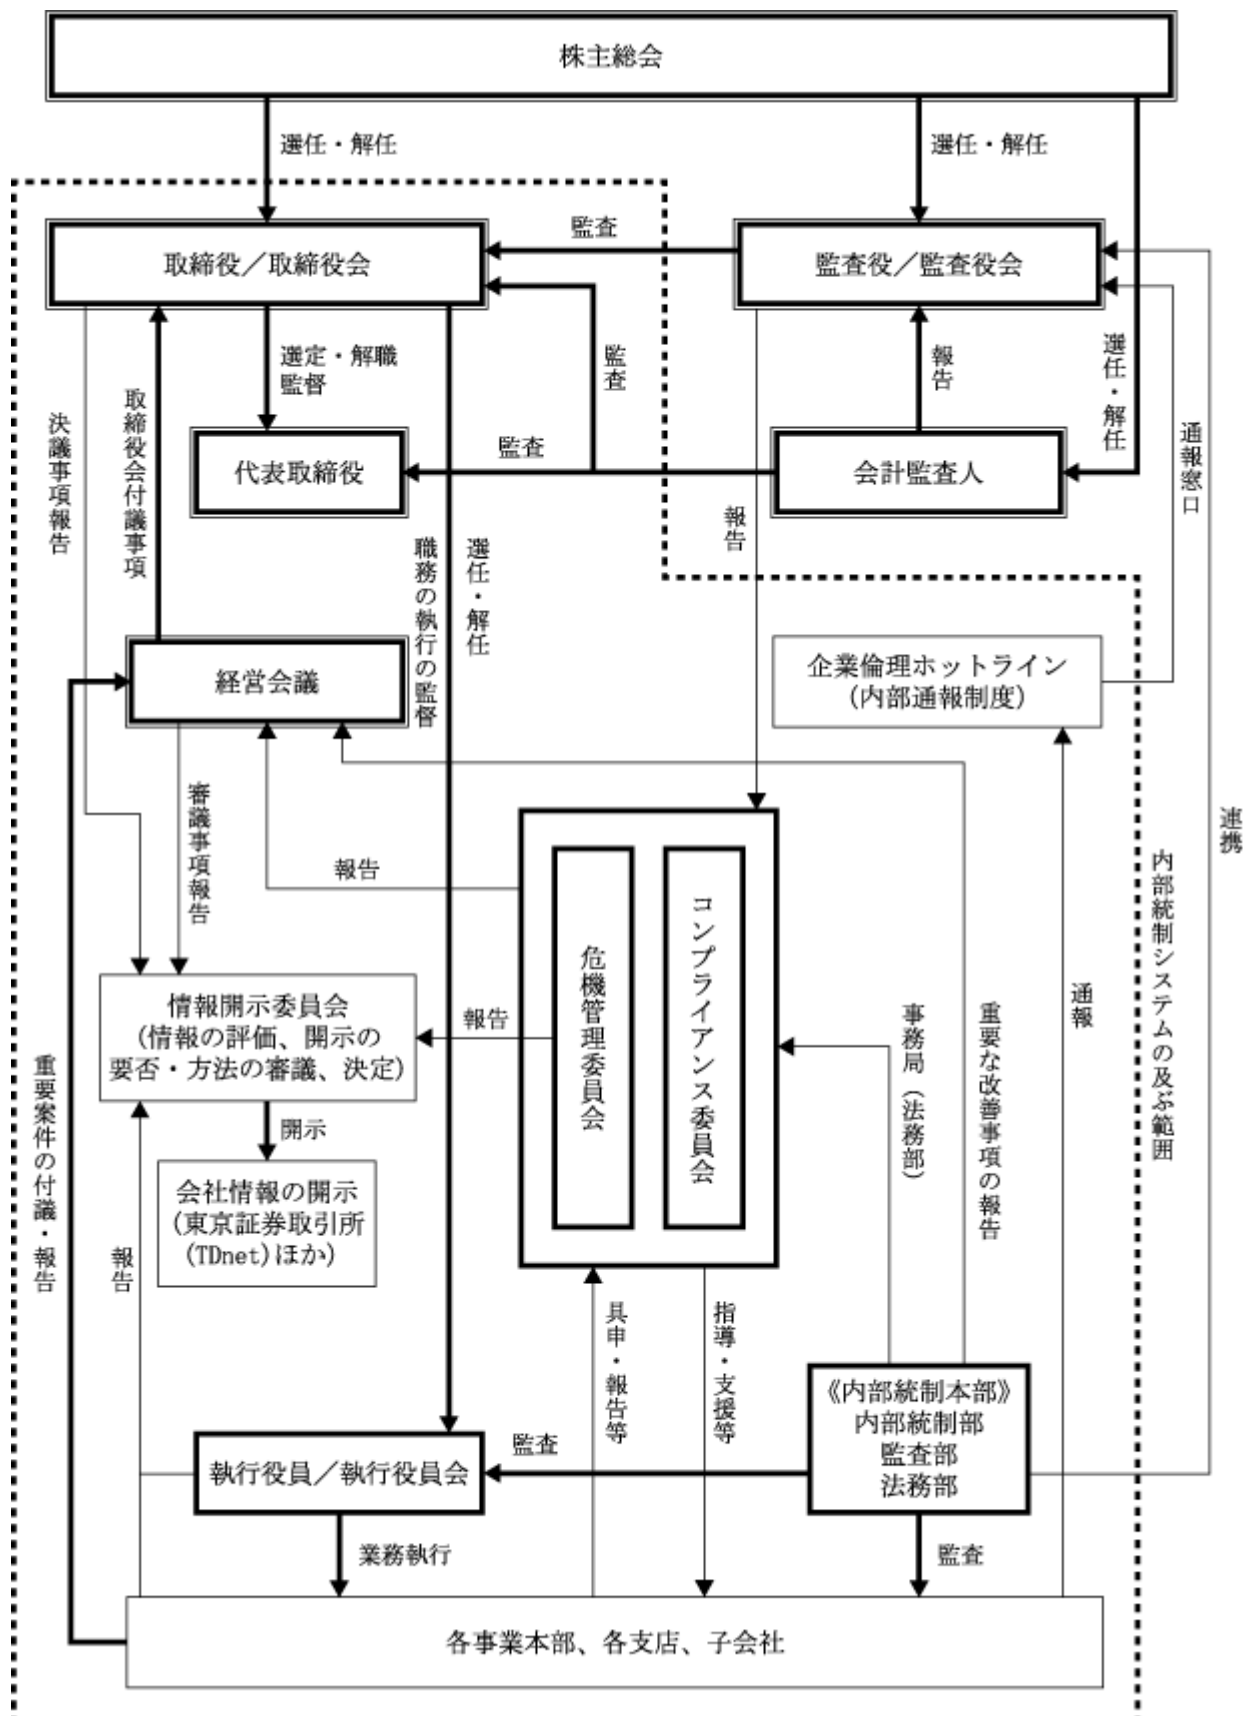 株主総会
選任・解任
選任・解任
取締役／取締役会
監査
監査役／監査役会
選定・解職
監督
監査
報告
選任・解任
決議事項報告
取締役会付議事項
代表取締役
監査
会計監査人
通報窓口
報告
職務の執行の監督
選任・解任
経営会議
企業倫理ホットライン
(内部通報制度)
審議事項報告
報告
連携
内部統制システムの及ぶ範囲
危機管理委員会
コンプライアンス委員会
情報開示委員会
(情報の評価、開示の
要否・方法の審議、決定)
報告
事務局（法務部）
重要な改善事項の報告
通報
重要案件の付議・報告
開示
会社情報の開示
(東京証券取引所
(TDnet)ほか)
報告
具申・報告等
指導・支援等
《内部統制本部》
内部統制部
監査部
法務部
執行役員／執行役員会
監査
業務執行
監査
各事業本部、各支店、子会社